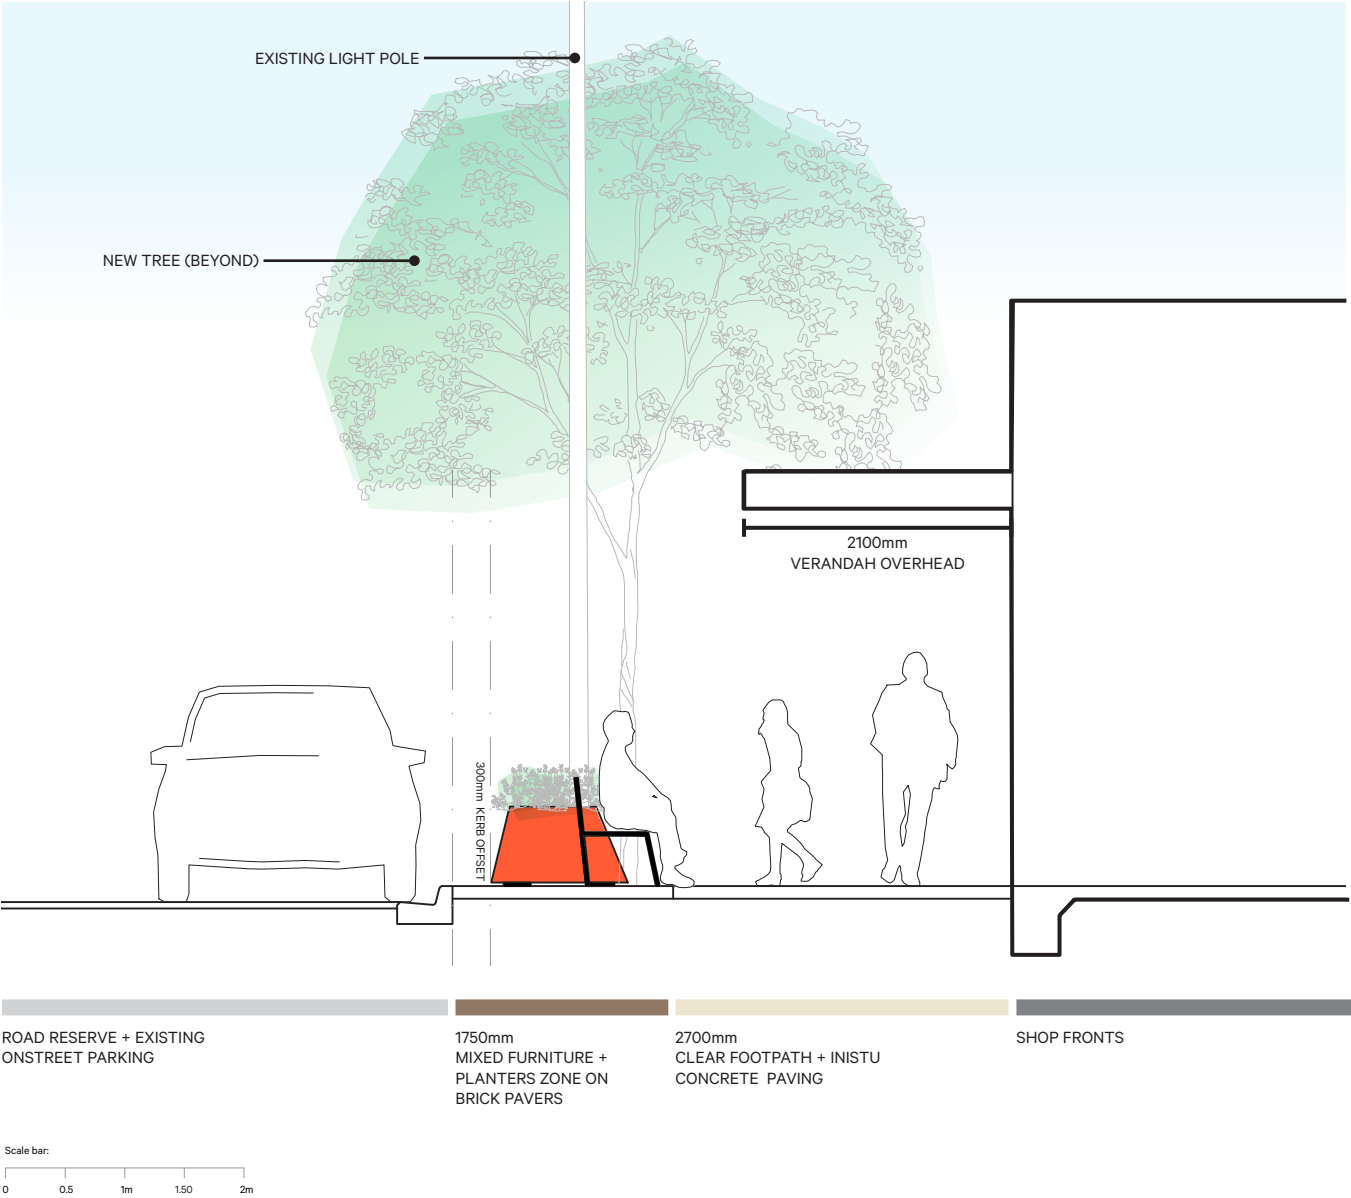 EXISTING LIGHT POLE
NEW TREE (BEYOND)
2100mm
VERANDAH OVERHEAD
300mm KERB OFFSET
ROAD RESERVE + EXISTING
ONSTREET PARKING
1750mm
MIXED FURNITURE +
PLANTERS ZONE ON
BRICK PAVERS
2700mm
CLEAR FOOTPATH + INISTU
CONCRETE PAVING
SHOP FRONTS
Scale bar:
0 0.5 1m 1.50 2m